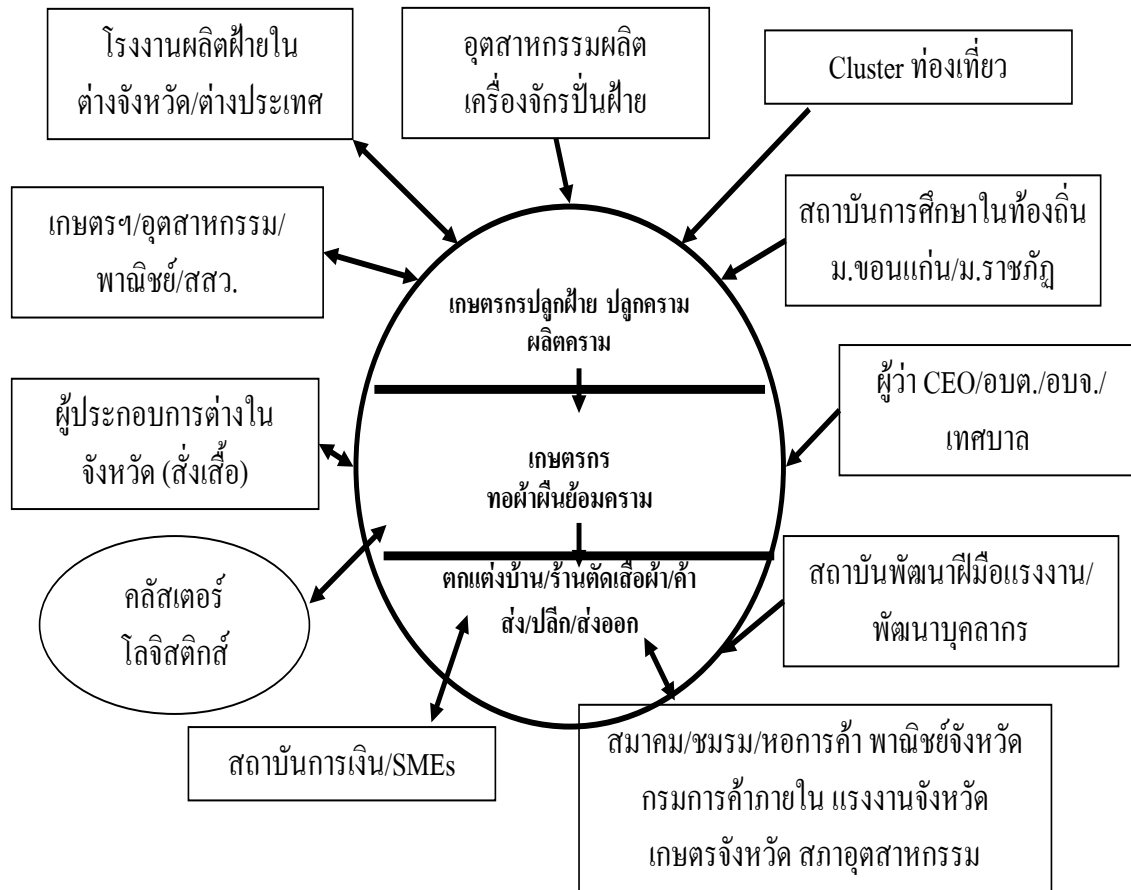 โรงงานผลิตฝ้ายใน
ต่างจังหวัด/ต่างประเทศ
อุตสาหกรรมผลิต
เครื่องจักรปั่นฝ้าย
Cluster ท่องเที่ยว
เกษตรฯ/อุตสาหกรรม/
พาณิชย์/สสว.
สถาบันการศึกษาในท้องถิ่น
ม.ขอนแก่น/ม.ราชภัฏ
เกษตรกรปลูกฝ้าย ปลูกคราม
ผลิตคราม
ผู้ประกอบการต่างใน
จังหวัด (สั่งเสื้อ)
ผู้ว่า CEO/อบต./อบจ./
เทศบาล
เกษตรกร
ทอผ้าผืนย้อมคราม
คลัสเตอร์
โลจิสติกส์
ตกแต่งบ้าน/ร้านตัดเสื้อผ้า/ค้า
ส่ง/ปลีก/ส่งออก
สถาบันพัฒนาฝีมือแรงงาน/
พัฒนาบุคลากร
สถาบันการเงิน/SMEs
สมาคม/ชมรม/หอการค้า พาณิชย์จังหวัด
กรมการค้าภายใน แรงงานจังหวัด
เกษตรจังหวัด สภาอุตสาหกรรม